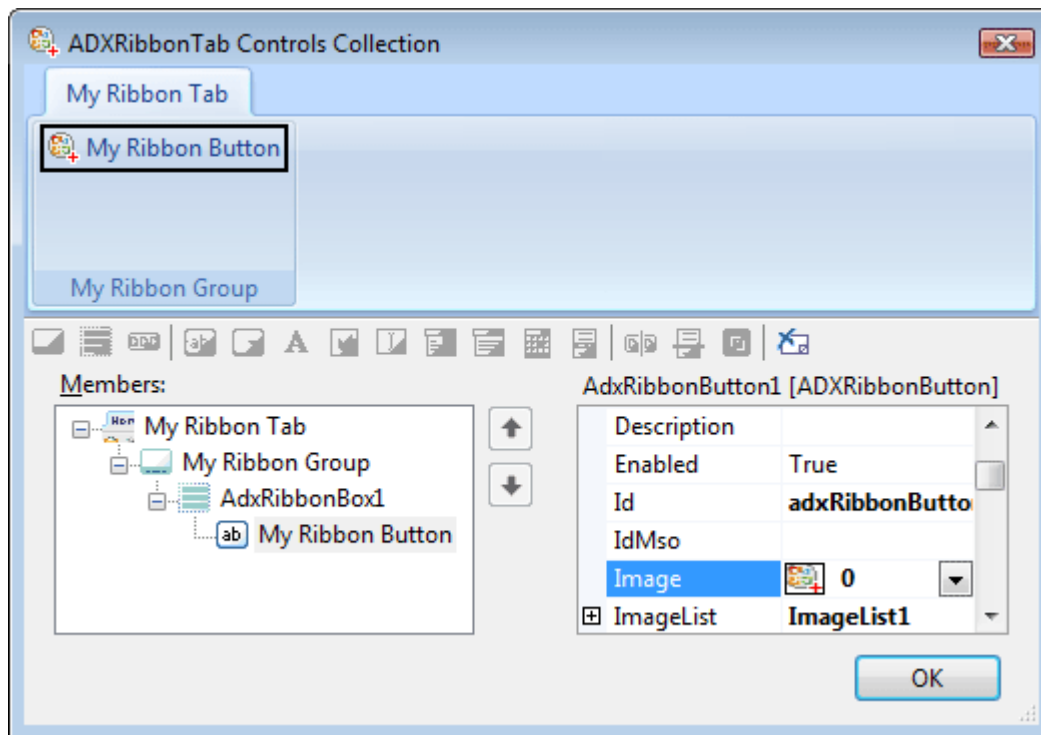 ADXRibbonTab Controls Collection
My Ribbon Tab
My Ribbon Button
My Ribbon Group
Members:
My Ribbon Tab
My Ribbon Group
AdxRibbonBox1
My Ribbon Button
AdxRibbonButton1 [ADXRibbonButton]
Description
Enabled True
Id adxRibbonButto
IdMso
Image 0
ImageList ImageList1
OK